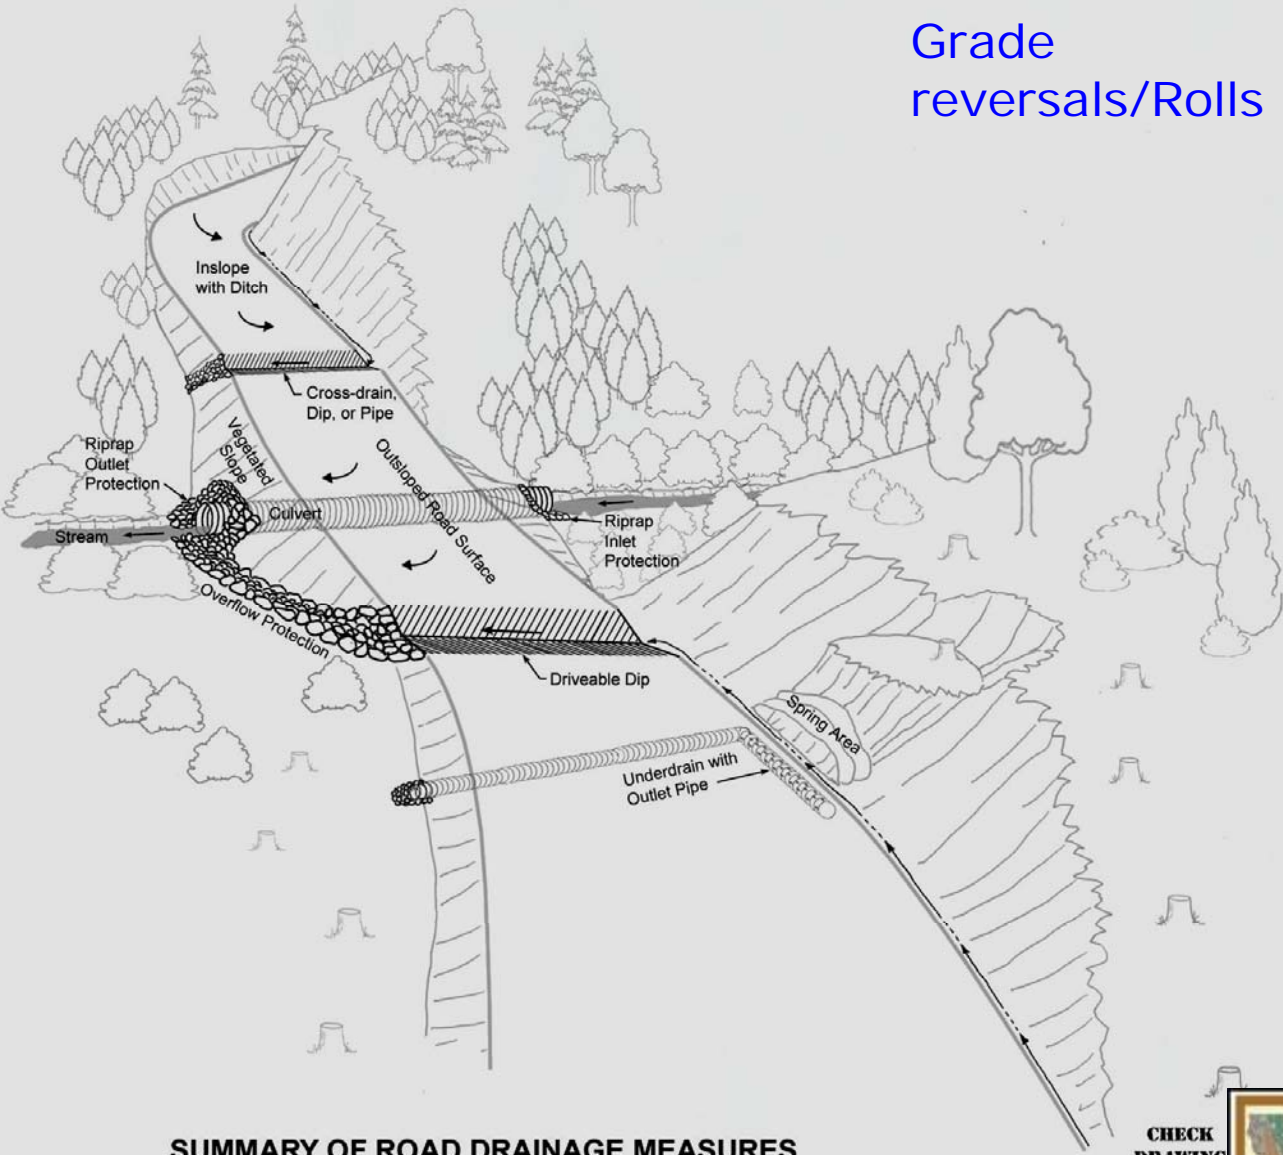 Grade
reversals/Rolls
Inslope
with Ditch
Cross-drain,
Dip, or Pipe
Riprap
Outlet
Protection
Vegetated
Slope
Outsloped Road Surface
Culvert
Stream
Riprap
Inlet
Protection
Overflow Protection
Driveable Dip
Spring Area
Underdrain with
Outlet Pipe
SUMMARY OF ROAD DRAINAGE MEASURES
CHECK
DRAWING